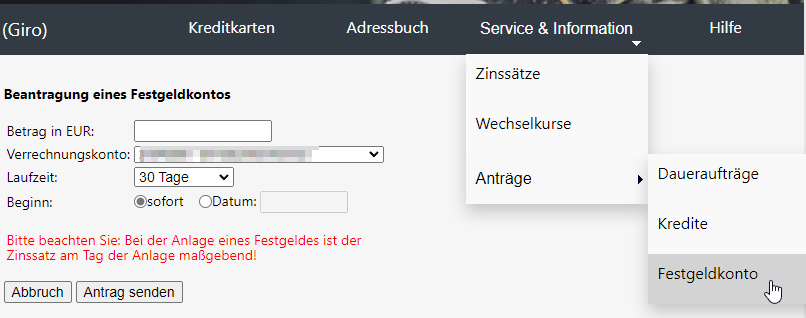 (Giro) Kreditkarten Adressbuch Service & Information Hilfe
Zinssätze
Wechselkurse
Anträge
Daueraufträge
Kredite
Festgeldkonto
Beantragung eines Festgeldkontos
Betrag in EUR:
Verrechnungskonto:
Laufzeit: 30 Tage
Beginn: sofort Datum:
Bitte beachten Sie: Bei der Anlage eines Festgeldes ist der
Zinssatz am Tag der Anlage maßgebend!
Abbruch Antrag senden